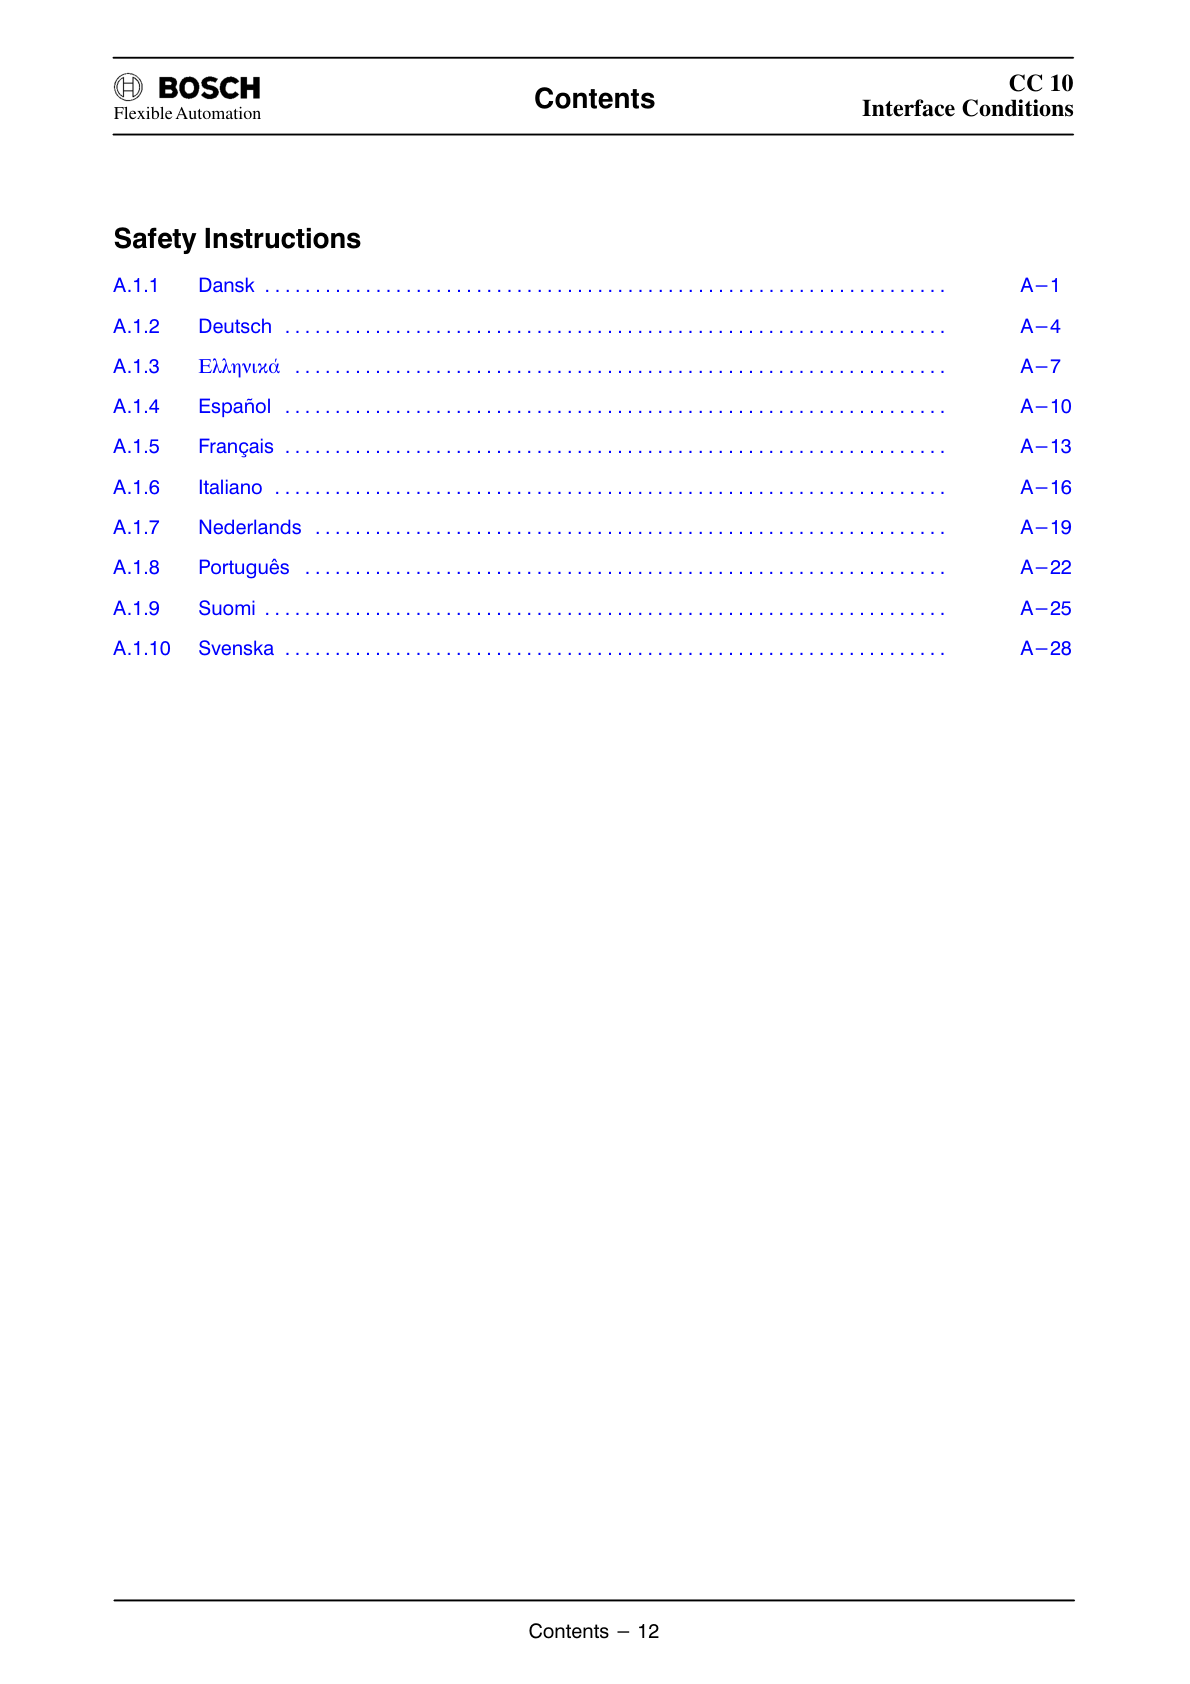 BOSCH
Flexible Automation
Contents
CC 10
Interface Conditions
Safety Instructions
A.1.1 Dansk . . . . . . . . . . . . . . . . . . . . . . . . . . . . . . . . . . . . . . . . . . . . . . . . . . . . . . . . . . . . . . . . . . . . A−1
A.1.2 Deutsch . . . . . . . . . . . . . . . . . . . . . . . . . . . . . . . . . . . . . . . . . . . . . . . . . . . . . . . . . . . . . . . . . . A−4
A.1.3 Ελληνικά . . . . . . . . . . . . . . . . . . . . . . . . . . . . . . . . . . . . . . . . . . . . . . . . . . . . . . . . . . . . . . . . . A−7
A.1.4 Español . . . . . . . . . . . . . . . . . . . . . . . . . . . . . . . . . . . . . . . . . . . . . . . . . . . . . . . . . . . . . . . . . . A−10
A.1.5 Français . . . . . . . . . . . . . . . . . . . . . . . . . . . . . . . . . . . . . . . . . . . . . . . . . . . . . . . . . . . . . . . . . . A−13
A.1.6 Italiano . . . . . . . . . . . . . . . . . . . . . . . . . . . . . . . . . . . . . . . . . . . . . . . . . . . . . . . . . . . . . . . . . . . A−16
A.1.7 Nederlands . . . . . . . . . . . . . . . . . . . . . . . . . . . . . . . . . . . . . . . . . . . . . . . . . . . . . . . . . . . . . . . A−19
A.1.8 Português . . . . . . . . . . . . . . . . . . . . . . . . . . . . . . . . . . . . . . . . . . . . . . . . . . . . . . . . . . . . . . . . A−22
A.1.9 Suomi . . . . . . . . . . . . . . . . . . . . . . . . . . . . . . . . . . . . . . . . . . . . . . . . . . . . . . . . . . . . . . . . . . . . A−25
A.1.10 Svenska . . . . . . . . . . . . . . . . . . . . . . . . . . . . . . . . . . . . . . . . . . . . . . . . . . . . . . . . . . . . . . . . . . A−28
Contents − 12